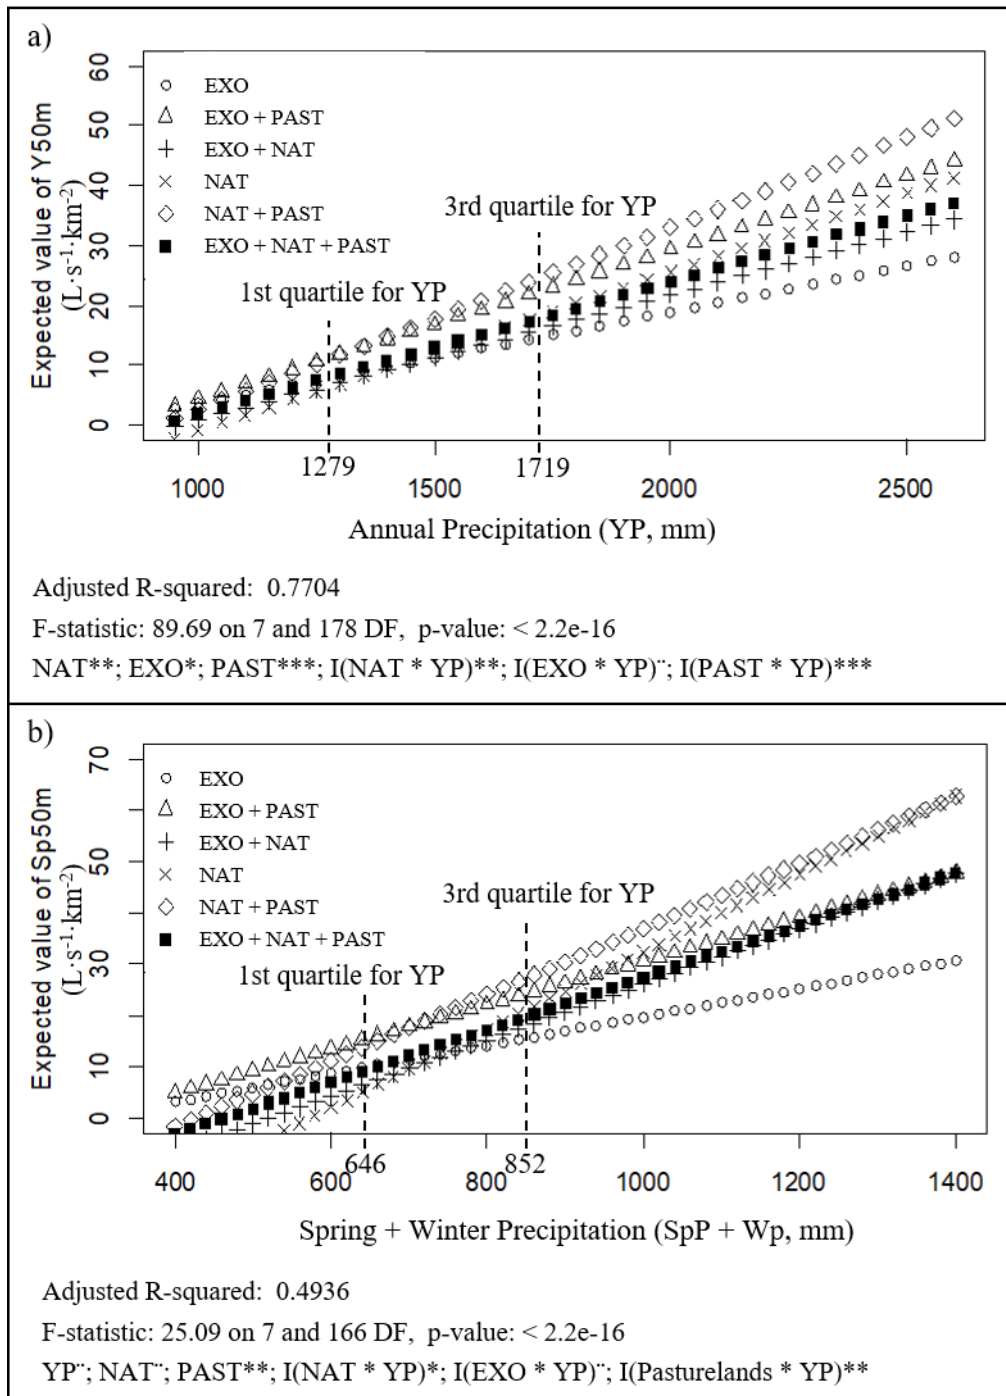 a)
60
50
40
30
20
10
0
Expected value of Y50m
(L·s⁻¹·km⁻²)
EXO
EXO + PAST
EXO + NAT
NAT
NAT + PAST
EXO + NAT + PAST
3rd quartile for YP
1st quartile for YP
1279
1719
1000 1500 2000 2500
Annual Precipitation (YP, mm)
Adjusted R-squared: 0.7704
F-statistic: 89.69 on 7 and 178 DF, p-value: < 2.2e-16
NAT**; EXO*; PAST***; I(NAT * YP)**; I(EXO * YP)¨; I(PAST * YP)***
b)
70
50
30
10
0
Expected value of Sp50m
(L·s⁻¹·km⁻²)
EXO
EXO + PAST
EXO + NAT
NAT
NAT + PAST
EXO + NAT + PAST
3rd quartile for YP
1st quartile for YP
646
852
400 600 800 1000 1200 1400
Spring + Winter Precipitation (SpP + Wp, mm)
Adjusted R-squared: 0.4936
F-statistic: 25.09 on 7 and 166 DF, p-value: < 2.2e-16
YP¨; NAT¨; PAST**; I(NAT * YP)*; I(EXO * YP)¨; I(Pasturelands * YP)**